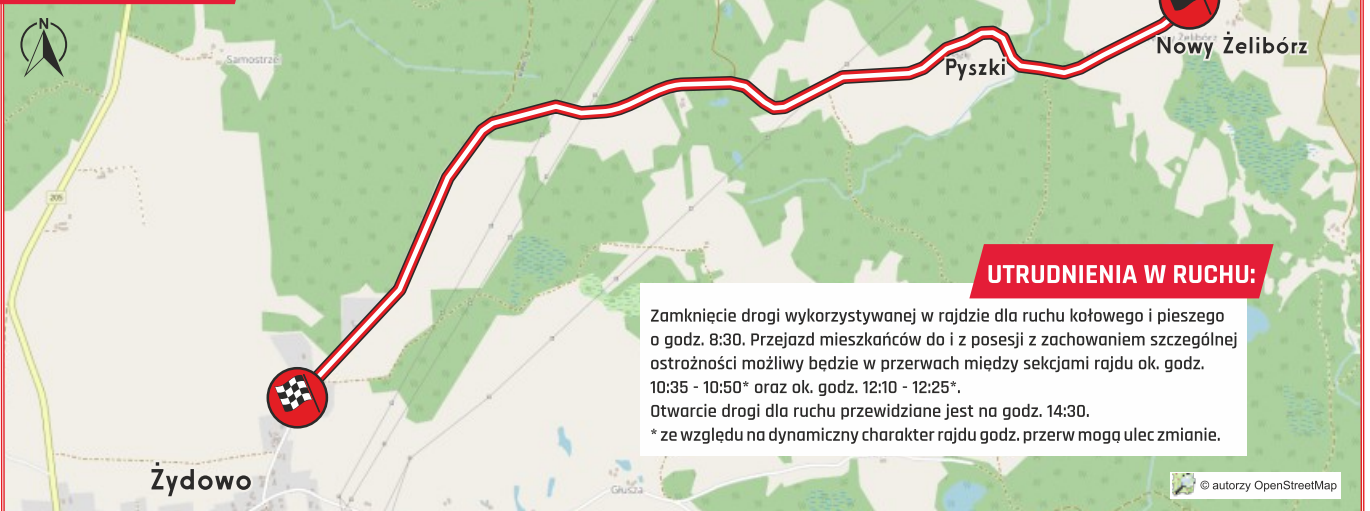 N
Samostrzel
Nowy Żelibórz
Pyszki
205
UTRUDNIENIA W RUCHU:
Zamknięcie drogi wykorzystywanej w rajdzie dla ruchu kołowego i pieszego
o godz. 8:30. Przejazd mieszkańców do i z posesji z zachowaniem szczególnej
ostrożności możliwy będzie w przerwach między sekcjami rajdu ok. godz.
10:35 - 10:50* oraz ok. godz. 12:10 - 12:25*.
Otwarcie drogi dla ruchu przewidziane jest na godz. 14:30.
* ze względu na dynamiczny charakter rajdu godz. przerw mogą ulec zmianie.
Żydowo
Głusza
© autorzy OpenStreetMap